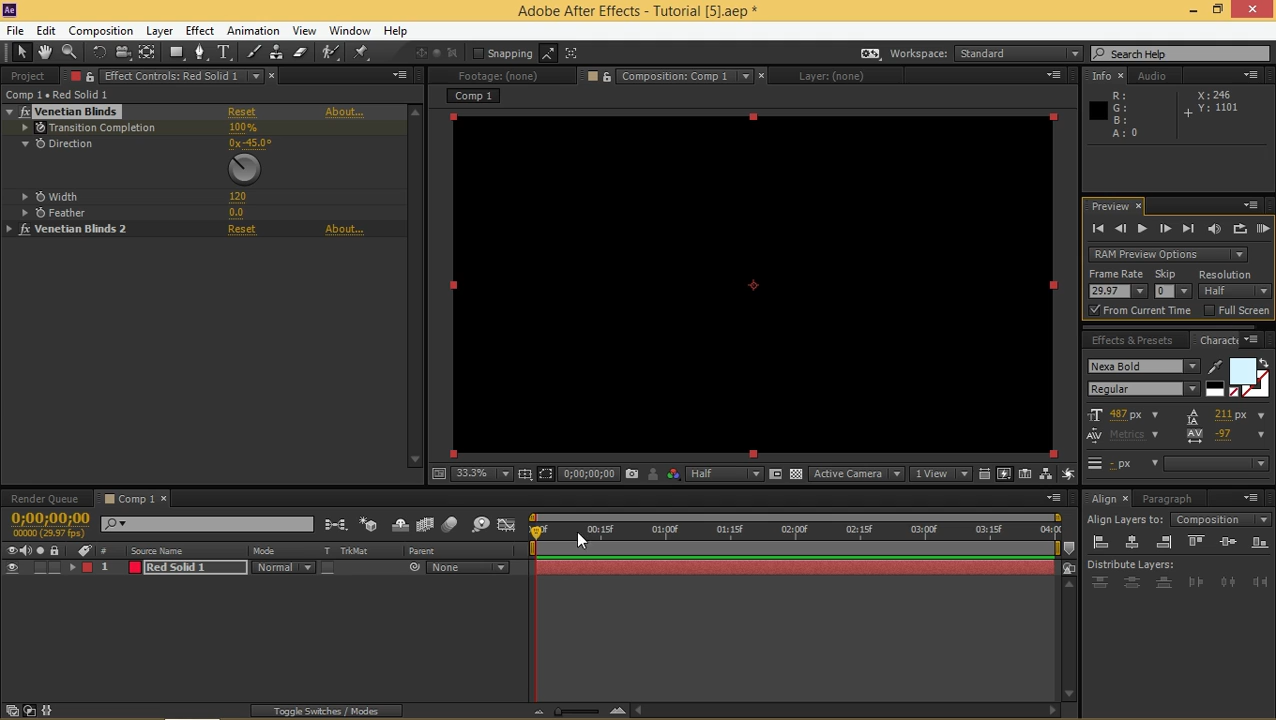 Adobe After Effects - Tutorial [5].aep *
File Edit Composition Layer Effect Animation View Window Help
Snapping
Workspace: Standard
Search Help
Project
Effect Controls: Red Solid 1
Footage: (none)
Composition: Comp 1
Layer: (none)
Info
Audio
Comp 1 • Red Solid 1
Comp 1
R:
G:
B:
A: 0
X: 246
Y: 1101
fx Venetian Blinds Reset About...
Transition Completion 100%
Direction 0x-45.0°
Width 120
Feather 0.0
fx Venetian Blinds 2 Reset About...
Preview
RAM Preview Options
Frame Rate Skip Resolution
29.97 0 Half
From Current Time Full Screen
Effects & Presets
Nexa Bold
Regular
487 px
211 px
Metrics
-97
- px
33.3% 0;00;00;00 Half Active Camera 1 View
Render Queue
Comp 1
0;00;00;00
00000 (29.97 fps)
00:15f 01:00f 01:15f 02:00f 02:15f 03:00f 03:15f
# Source Name Mode T TrkMat Parent
1 Red Solid 1 Normal None
Toggle Switches / Modes
Align
Paragraph
Align Layers to: Composition
Distribute Layers: